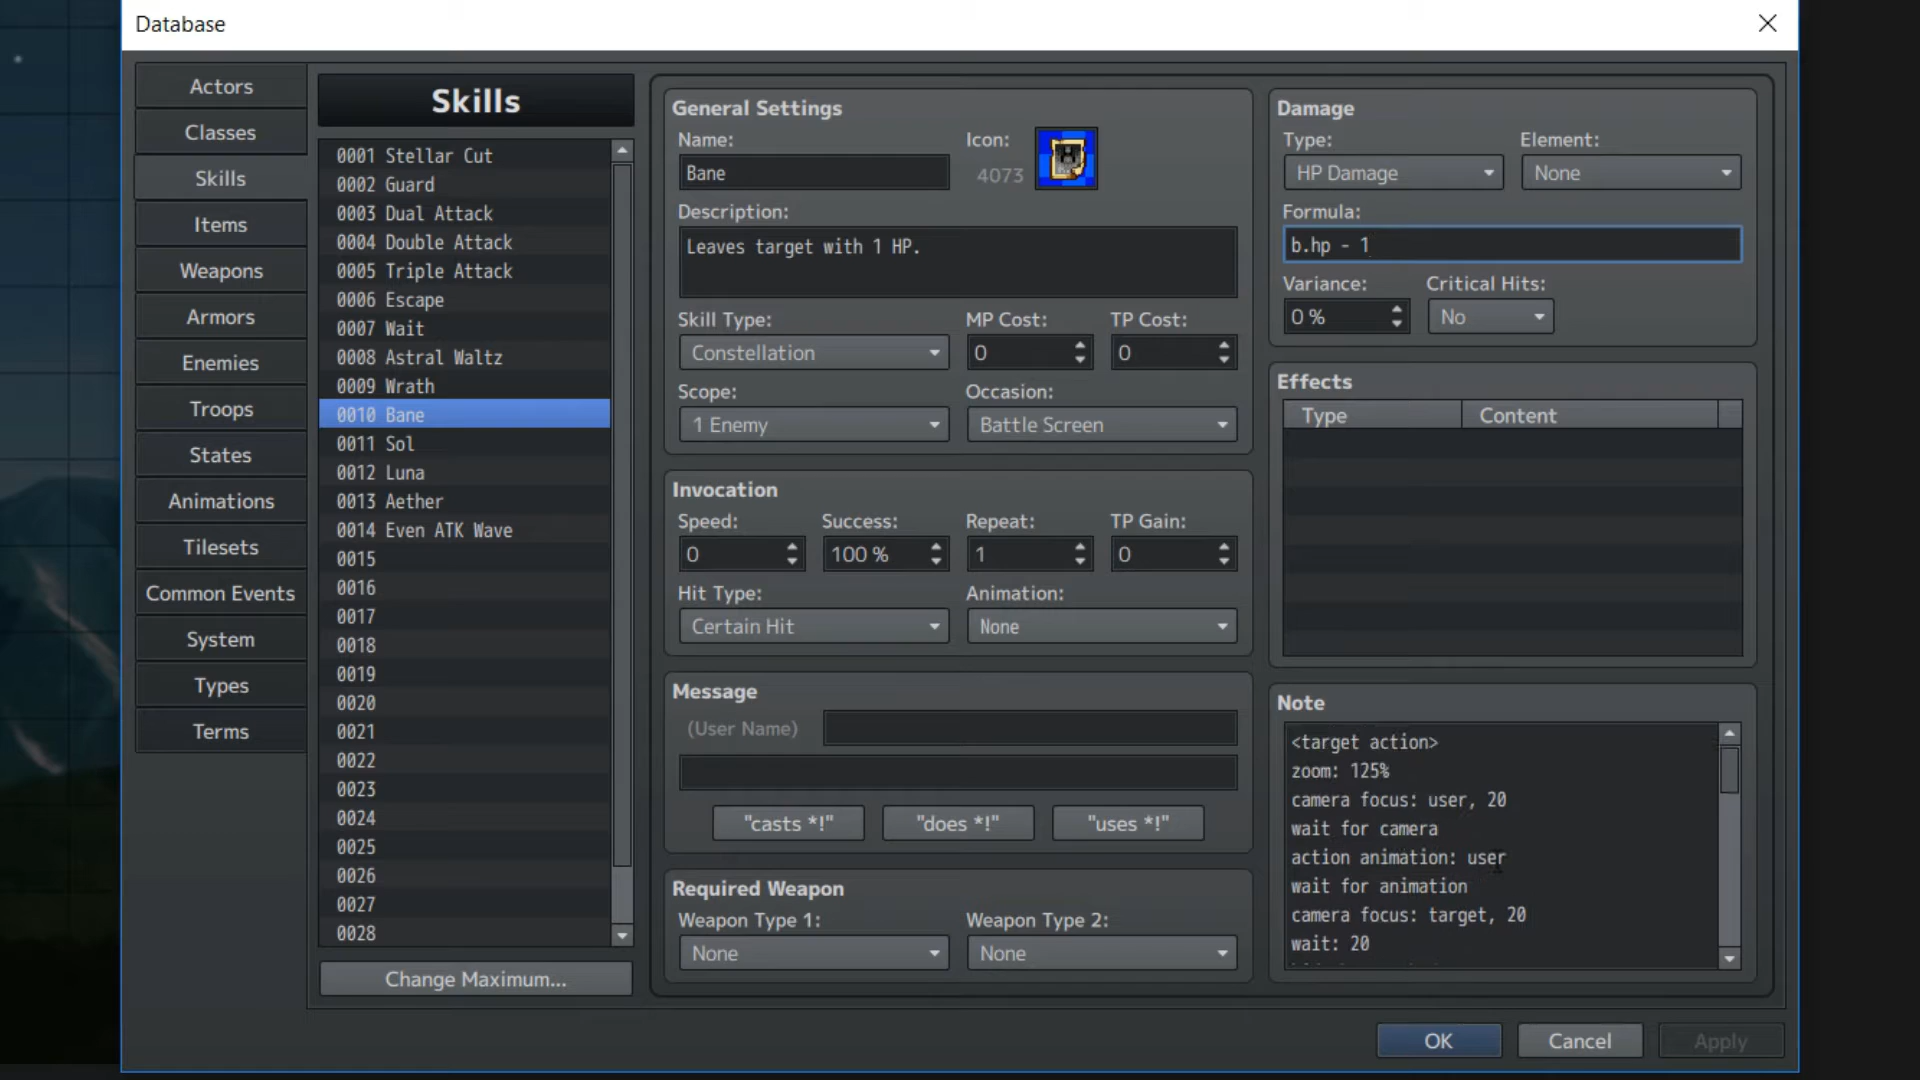 Database
Actors
Classes
Skills
Items
Weapons
Armors
Enemies
Troops
States
Animations
Tilesets
Common Events
System
Types
Terms
Skills
0001 Stellar Cut
0002 Guard
0003 Dual Attack
0004 Double Attack
0005 Triple Attack
0006 Escape
0007 Wait
0008 Astral Waltz
0009 Wrath
0010 Bane
0011 Sol
0012 Luna
0013 Aether
0014 Even ATK Wave
0015
0016
0017
0018
0019
0020
0021
0022
0023
0024
0025
0026
0027
0028
Change Maximum...
General Settings
Name:
Icon:
Bane
4073
Description:
Leaves target with 1 HP.
Skill Type:
MP Cost:
TP Cost:
Constellation
0
0
Scope:
Occasion:
1 Enemy
Battle Screen
Invocation
Speed:
Success:
Repeat:
TP Gain:
0
100 %
1
0
Hit Type:
Animation:
Certain Hit
None
Message
(User Name)
"casts *!"
"does *!"
"uses *!"
Required Weapon
Weapon Type 1:
Weapon Type 2:
None
None
Damage
Type:
Element:
HP Damage
None
Formula:
b.hp - 1
Variance:
Critical Hits:
0 %
No
Effects
Type
Content
Note
<target action>
zoom: 125%
camera focus: user, 20
wait for camera
action animation: user
wait for animation
camera focus: target, 20
wait: 20
OK
Cancel
Apply